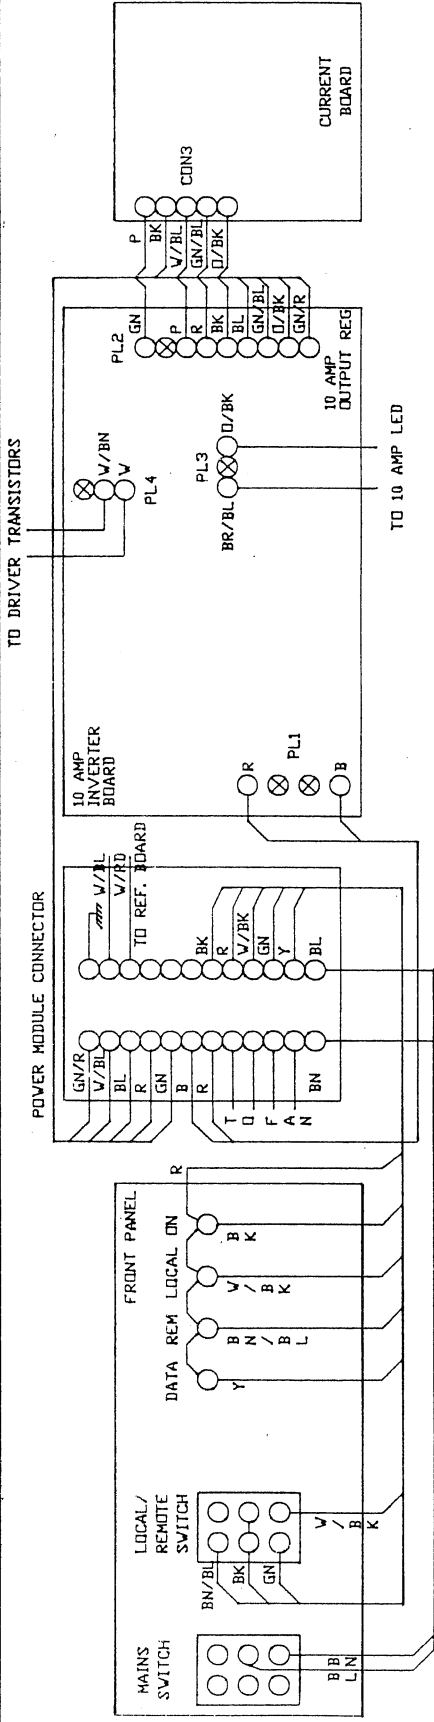 CURRENT
BOARD
CON3
P
BK
W/BL
GN/BL
O/BK
PL2
GN
P
R
BK
BL
GN/BL
O/BK
GN/R
10 AMP
OUTPUT REG
TO DRIVER TRANSISTORS
W/BN
W
PL4
PL3
O/BK
BR/BL
TO 10 AMP LED
10 AMP
INVERTER
BOARD
R
PL1
B
POWER MODULE CONNECTOR
W/BL
W/RD
TO REF. BOARD
BK
R
W/BK
GN
Y
BL
GN/R
W/BL
BL
R
GN
B
R
TO
FAN
BN
FRONT PANEL
R
DATA REM LOCAL ON
BK
W/BK
BN/BL
Y
LOCAL/
REMOTE
SWITCH
BN/BL
BK
GN
W/BK
MAINS
SWITCH
BL
BN